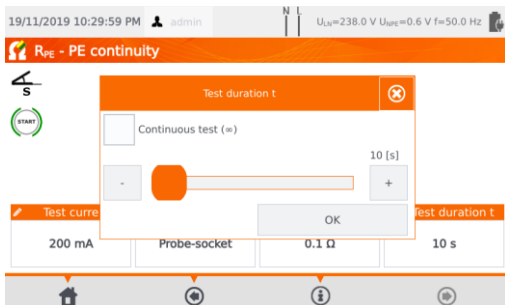 19/11/2019 10:29:59 PM admin N L ULN=238.0 V UNPE=0.6 V f=50.0 Hz
RPE - PE continuity
S
START
Test duration t
Continuous test (∞)
10 [s]
- +
OK
Test curre Test duration t
200 mA Probe-socket 0.1 Ω 10 s